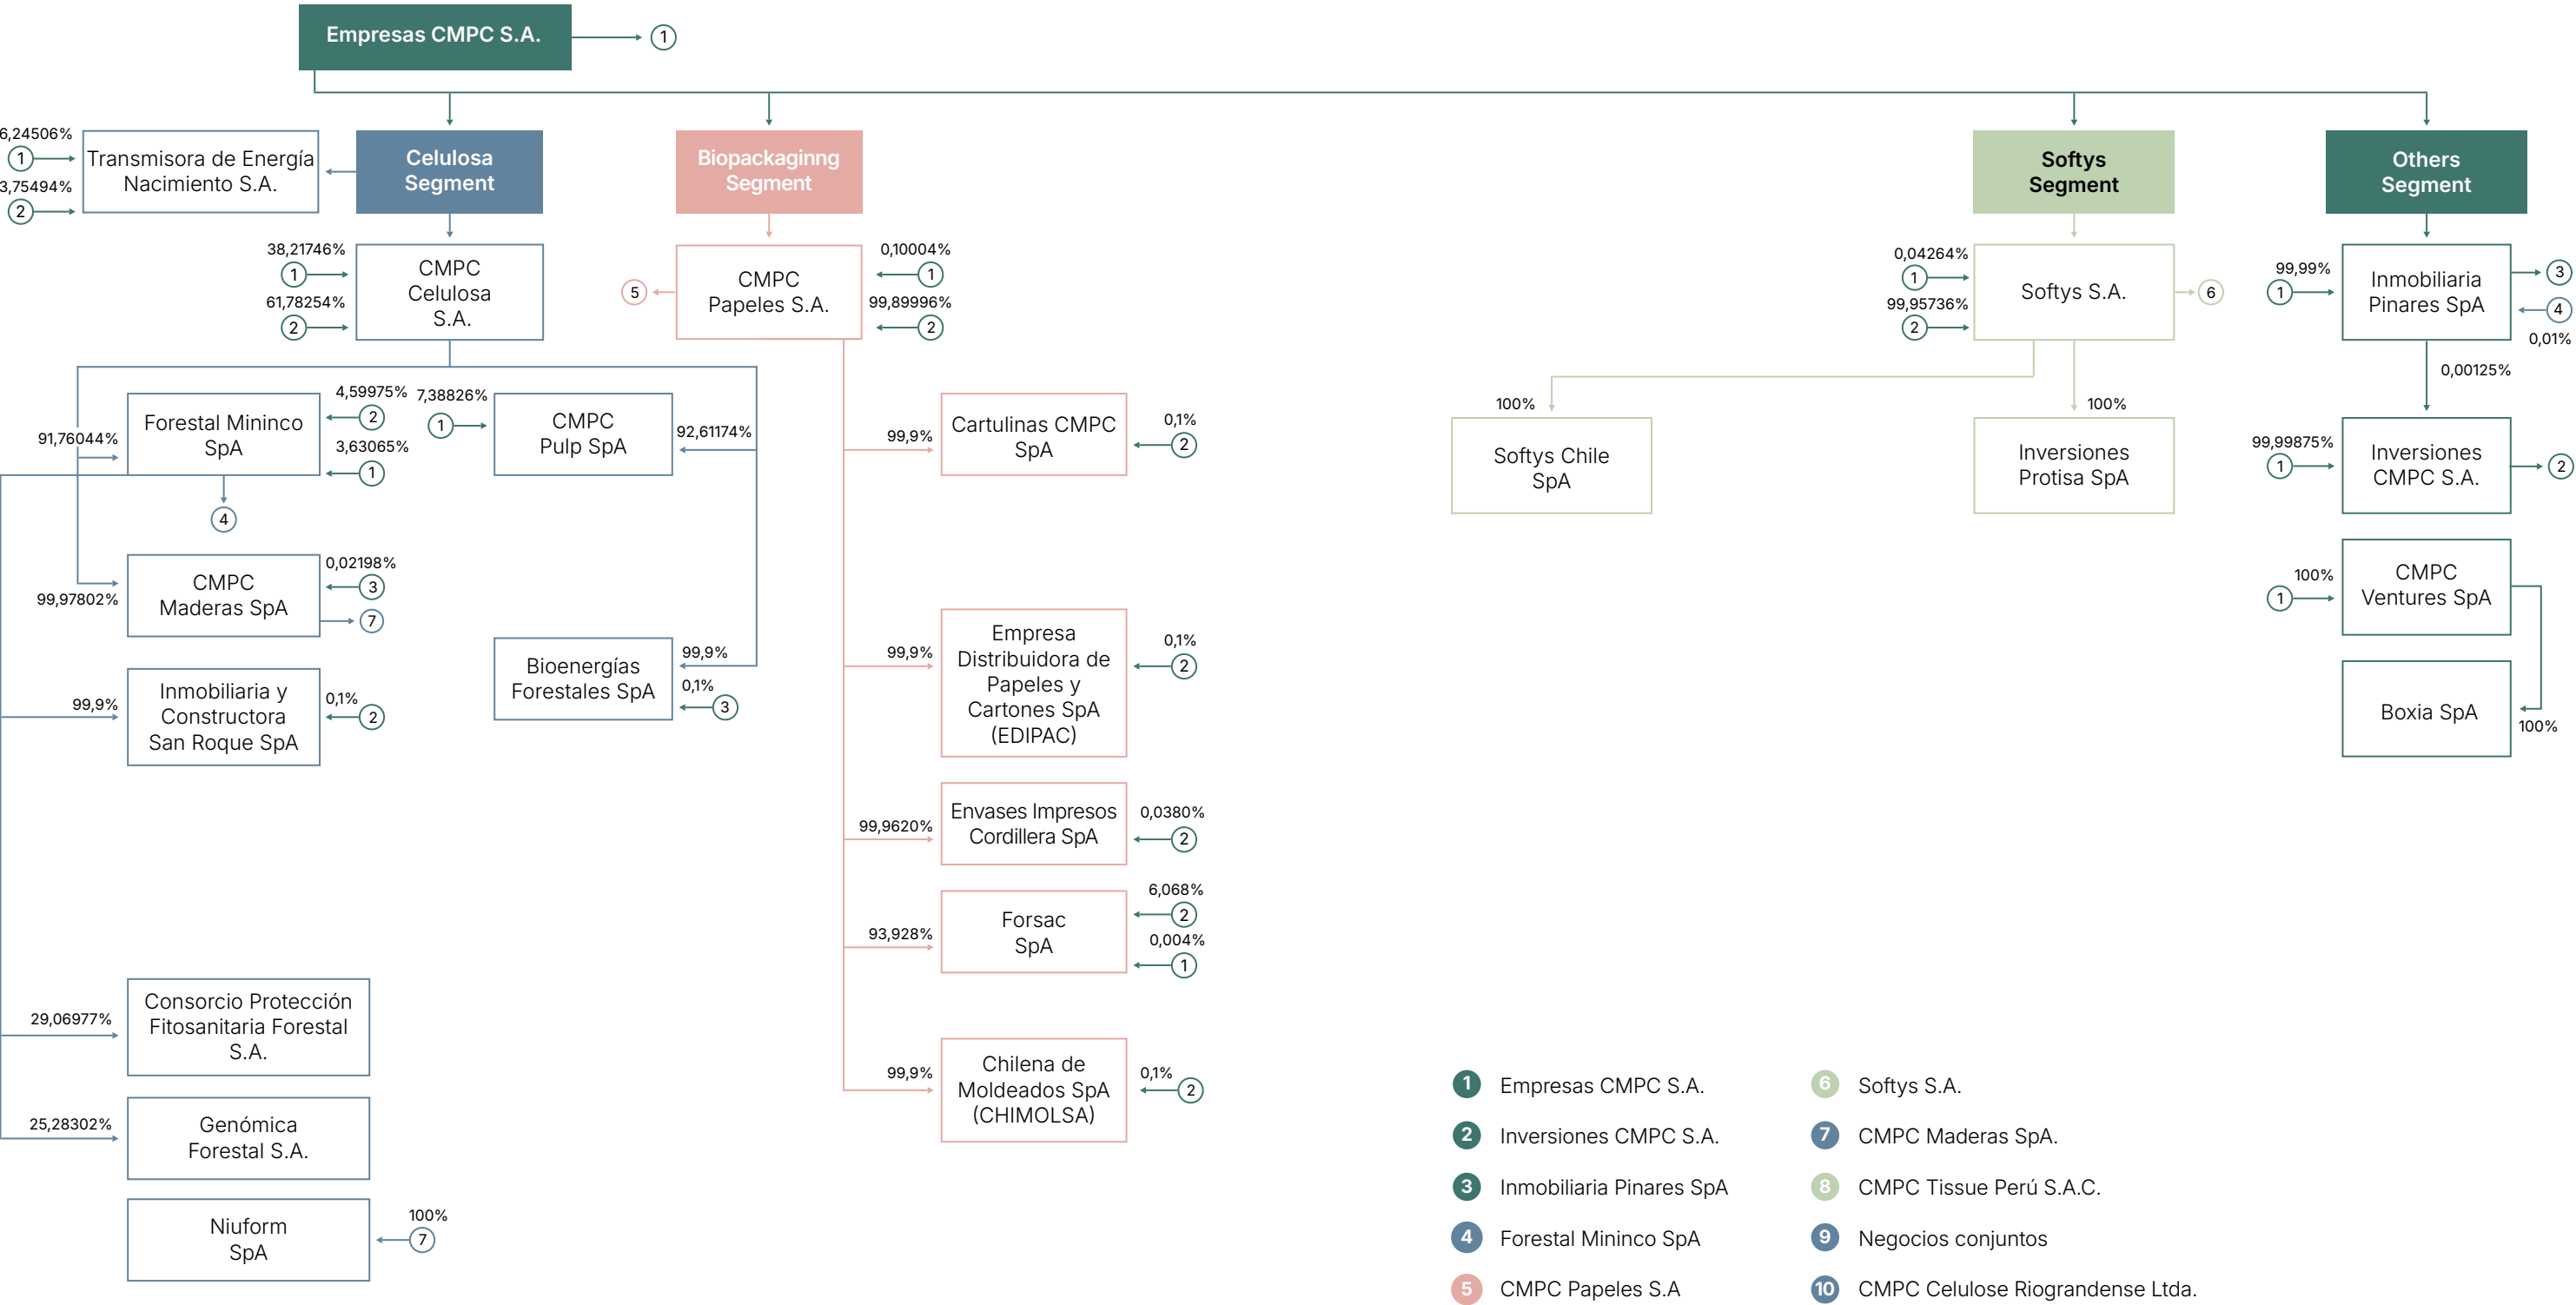 Empresas CMPC S.A.
1
6,24506%
1
3,75494%
2
Transmisora de Energía
Nacimiento S.A.
Celulosa
Segment
Biopackaginng
Segment
Softys
Segment
Others
Segment
38,21746%
1
61,78254%
2
CMPC
Celulosa
S.A.
5
CMPC
Papeles S.A.
0,10004%
1
99,89996%
2
0,04264%
1
99,95736%
2
Softys S.A.
6
99,99%
1
Inmobiliaria
Pinares SpA
3
4
0,01%
0,00125%
91,76044%
Forestal Mininco
SpA
4,59975%
2
3,63065%
1
4
7,38826%
1
CMPC
Pulp SpA
92,61174%
99,9%
Cartulinas CMPC
SpA
0,1%
2
100%
Softys Chile
SpA
100%
Inversiones
Protisa SpA
99,99875%
1
Inversiones
CMPC S.A.
2
99,97802%
CMPC
Maderas SpA
0,02198%
3
7
100%
1
CMPC
Ventures SpA
99,9%
Inmobiliaria y
Constructora
San Roque SpA
0,1%
2
Bioenergías
Forestales SpA
99,9%
0,1%
3
99,9%
Empresa
Distribuidora de
Papeles y
Cartones SpA
(EDIPAC)
0,1%
2
Boxia SpA
100%
99,9620%
Envases Impresos
Cordillera SpA
0,0380%
2
93,928%
Forsac
SpA
6,068%
2
0,004%
1
29,06977%
Consorcio Protección
Fitosanitaria Forestal
S.A.
99,9%
Chilena de
Moldeados SpA
(CHIMOLSA)
0,1%
2
25,28302%
Genómica
Forestal S.A.
Niuform
SpA
100%
7
1 Empresas CMPC S.A.
2 Inversiones CMPC S.A.
3 Inmobiliaria Pinares SpA
4 Forestal Mininco SpA
5 CMPC Papeles S.A
6 Softys S.A.
7 CMPC Maderas SpA.
8 CMPC Tissue Perú S.A.C.
9 Negocios conjuntos
10 CMPC Celulose Riograndense Ltda.